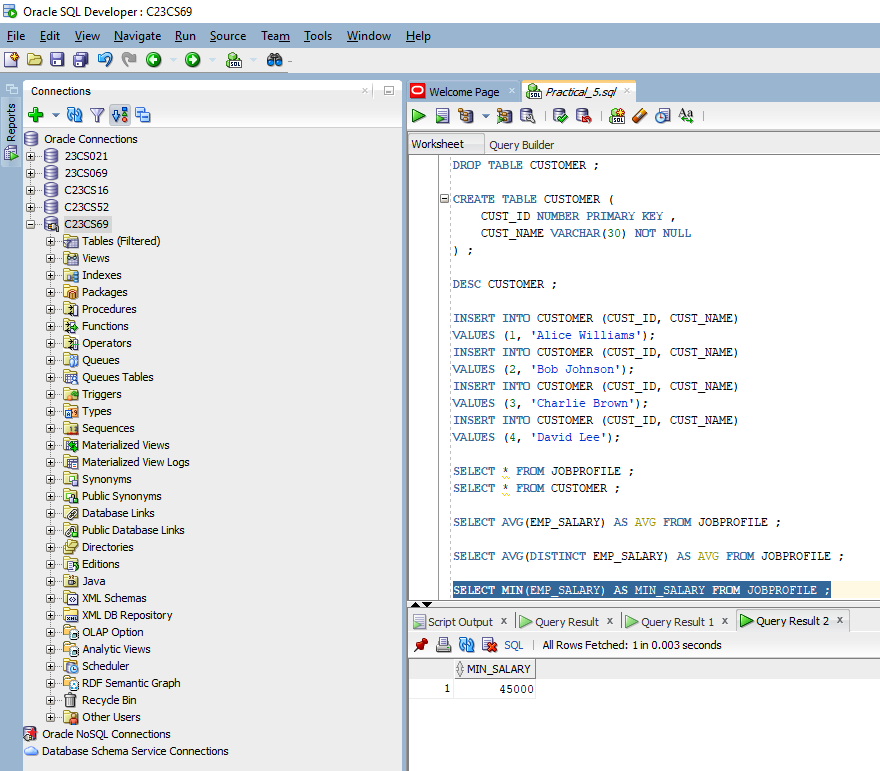 Oracle SQL Developer : C23CS69
File Edit View Navigate Run Source Team Tools Window Help
Reports
Connections
Oracle Connections
23CS021
23CS069
C23CS16
C23CS52
C23CS69
Tables (Filtered)
Views
Indexes
Packages
Procedures
Functions
Operators
Queues
Queues Tables
Triggers
Types
Sequences
Materialized Views
Materialized View Logs
Synonyms
Public Synonyms
Database Links
Public Database Links
Directories
Editions
Java
XML Schemas
XML DB Repository
OLAP Option
Analytic Views
Scheduler
RDF Semantic Graph
Recycle Bin
Other Users
Oracle NoSQL Connections
Database Schema Service Connections
Welcome Page Practical_5.sql
Worksheet Query Builder
DROP TABLE CUSTOMER ;
CREATE TABLE CUSTOMER (
CUST_ID NUMBER PRIMARY KEY ,
CUST_NAME VARCHAR(30) NOT NULL
) ;
DESC CUSTOMER ;
INSERT INTO CUSTOMER (CUST_ID, CUST_NAME)
VALUES (1, 'Alice Williams');
INSERT INTO CUSTOMER (CUST_ID, CUST_NAME)
VALUES (2, 'Bob Johnson');
INSERT INTO CUSTOMER (CUST_ID, CUST_NAME)
VALUES (3, 'Charlie Brown');
INSERT INTO CUSTOMER (CUST_ID, CUST_NAME)
VALUES (4, 'David Lee');
SELECT * FROM JOBPROFILE ;
SELECT * FROM CUSTOMER ;
SELECT AVG(EMP_SALARY) AS AVG FROM JOBPROFILE ;
SELECT AVG(DISTINCT EMP_SALARY) AS AVG FROM JOBPROFILE ;
SELECT MIN(EMP_SALARY) AS MIN_SALARY FROM JOBPROFILE ;
Script Output x Query Result x Query Result 1 x Query Result 2 x
SQL All Rows Fetched: 1 in 0.003 seconds
MIN_SALARY
1 45000